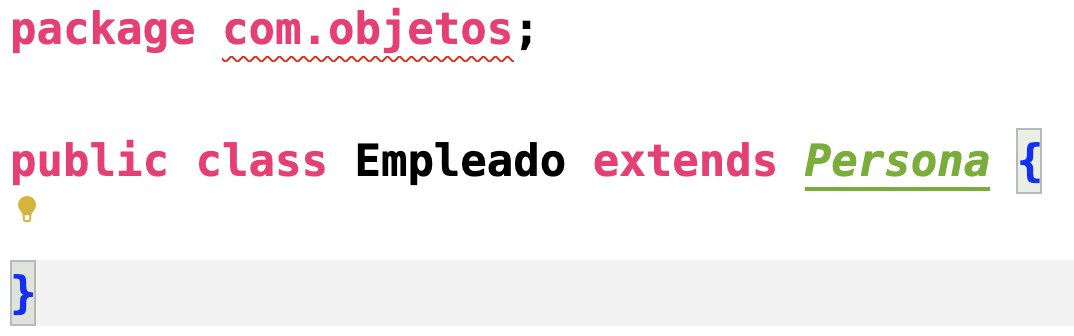 package com.objetos;
public class Empleado extends Persona {
}